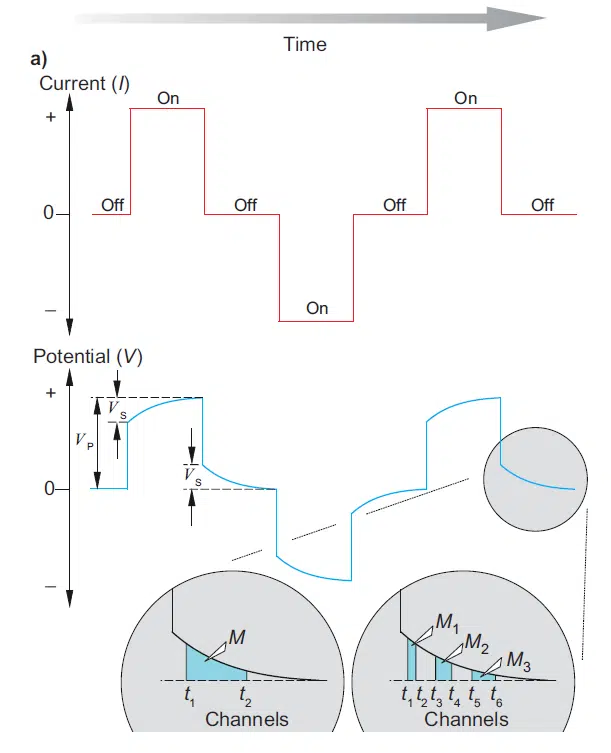 Time
a)
Current (I)
+
On
On
Off
0
Off
Off
Off
–
On
Potential (V)
+
V_S
V_P
V_S
0
–
M
t_1 t_2
Channels
M_1
M_2
M_3
t_1 t_2 t_3 t_4 t_5 t_6
Channels